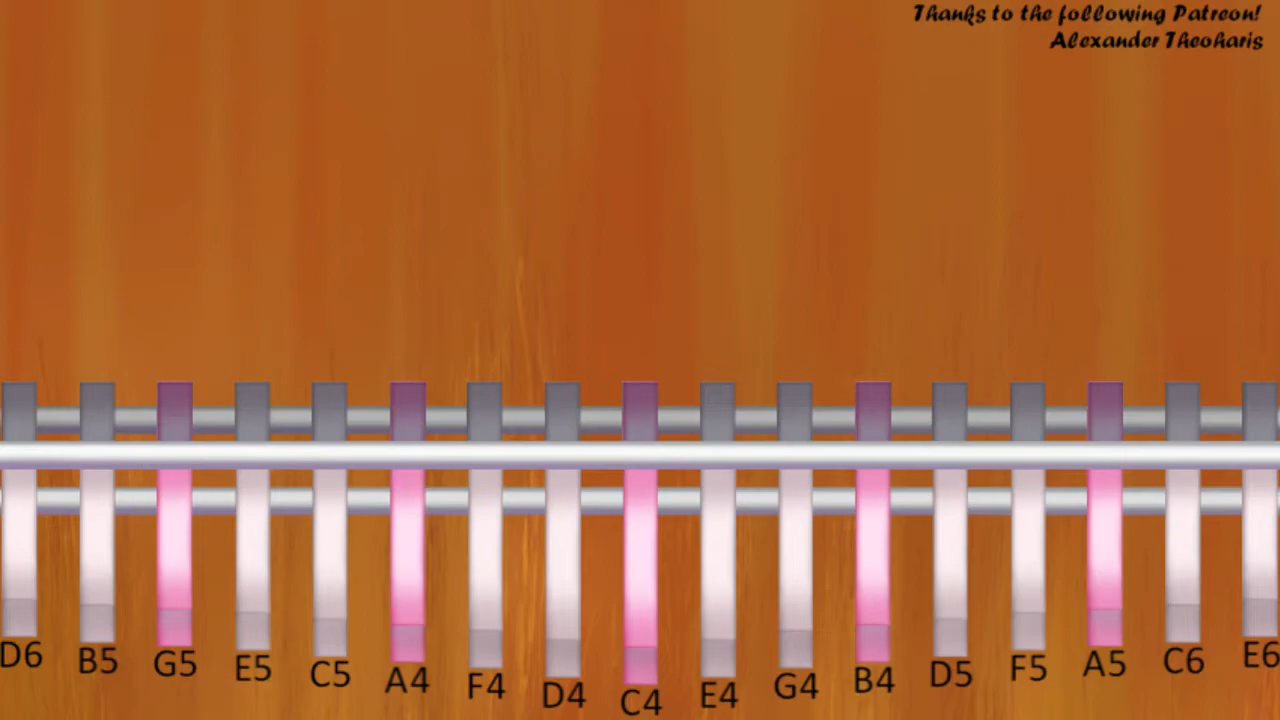 Thanks to the following Patreon!
Alexander Theoharis
D6 B5 G5 E5 C5 A4 F4 D4 C4 E4 G4 B4 D5 F5 A5 C6 E6